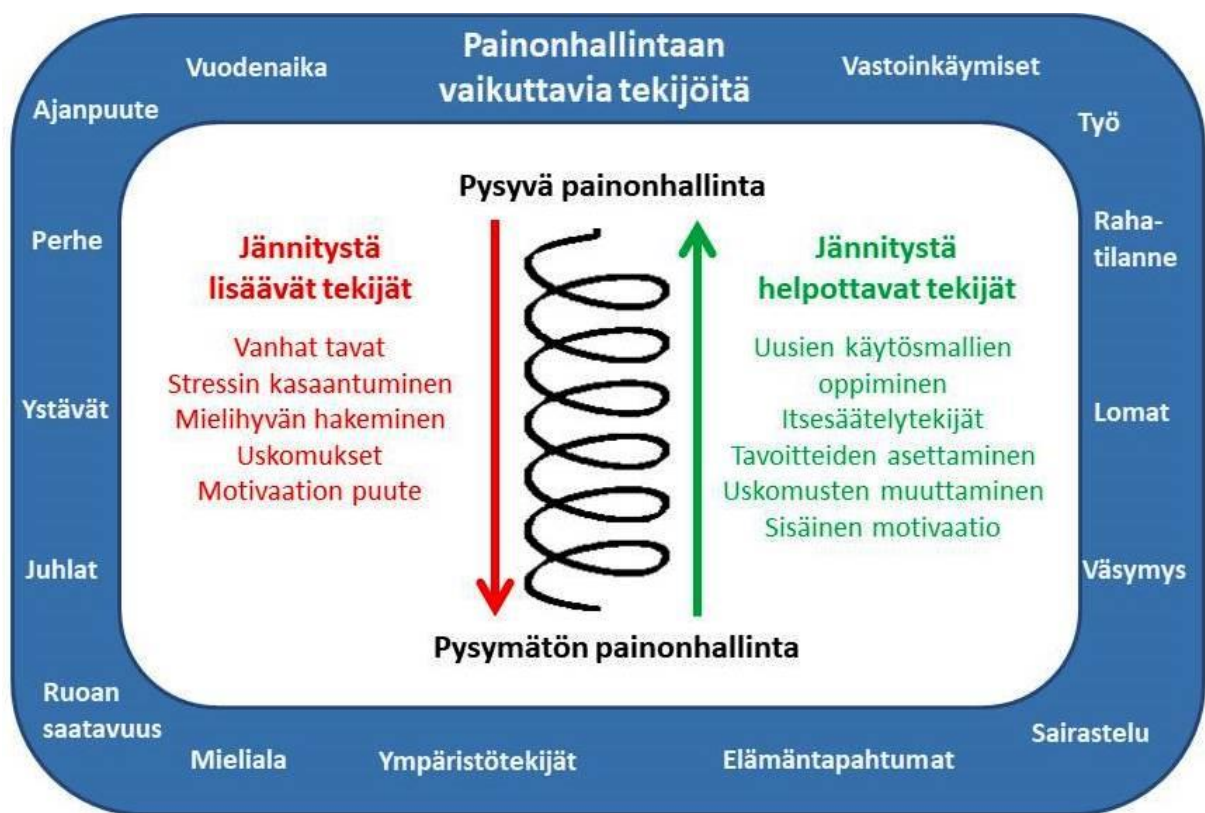 Painonhallintaan
vaikuttavia tekijöitä
Vuodenaika
Vastoinkäymiset
Ajanpuute
Työ
Perhe
Raha-
tilanne
Ystävät
Lomat
Juhlat
Väsymys
Ruoan
saatavuus
Sairastelu
Mieliala
Ympäristötekijät
Elämäntapahtumat
Pysyvä painonhallinta
Jännitystä
lisäävät tekijät
Vanhat tavat
Stressin kasaantuminen
Mielihyvän hakeminen
Uskomukset
Motivaation puute
Jännitystä
helpottavat tekijät
Uusien käytösmallien
oppiminen
Itsesäätelytekijät
Tavoitteiden asettaminen
Uskomusten muuttaminen
Sisäinen motivaatio
Pysymätön painonhallinta